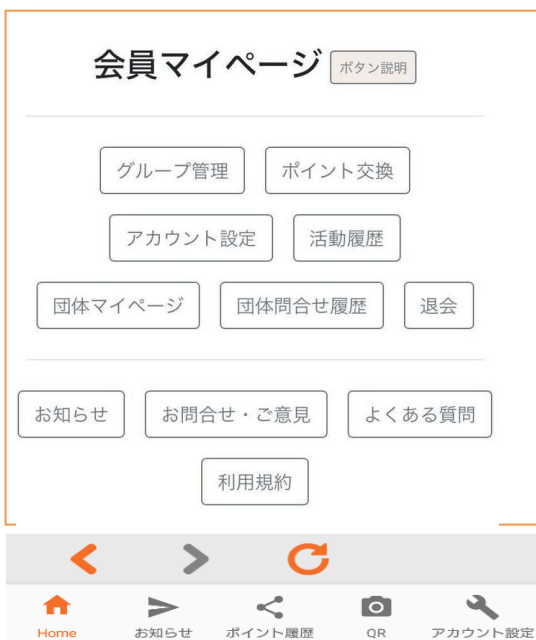 会員マイページ ボタン説明
グループ管理 ポイント交換
アカウント設定 活動履歴
団体マイページ 団体問合せ履歴 退会
お知らせ お問合せ・ご意見 よくある質問
利用規約
Home お知らせ ポイント履歴 QR アカウント設定